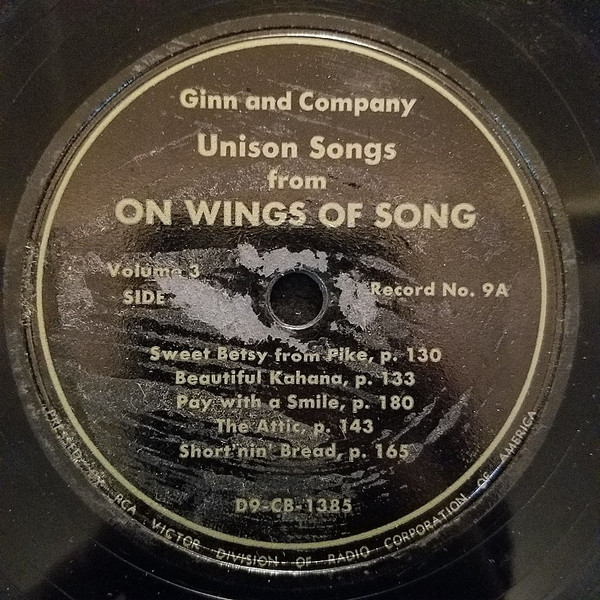 Ginn and Company
Unison Songs
from
ON WINGS OF SONG
Volume 3
SIDE
Record No. 9A
Sweet Betsy from Pike, p. 130
Beautiful Kahana, p. 133
Pay with a Smile, p. 180
The Attic, p. 143
Short'nin' Bread, p. 165
D9-CB-1385
PRESSED BY RCA VICTOR DIVISION OF RADIO CORPORATION OF AMERICA